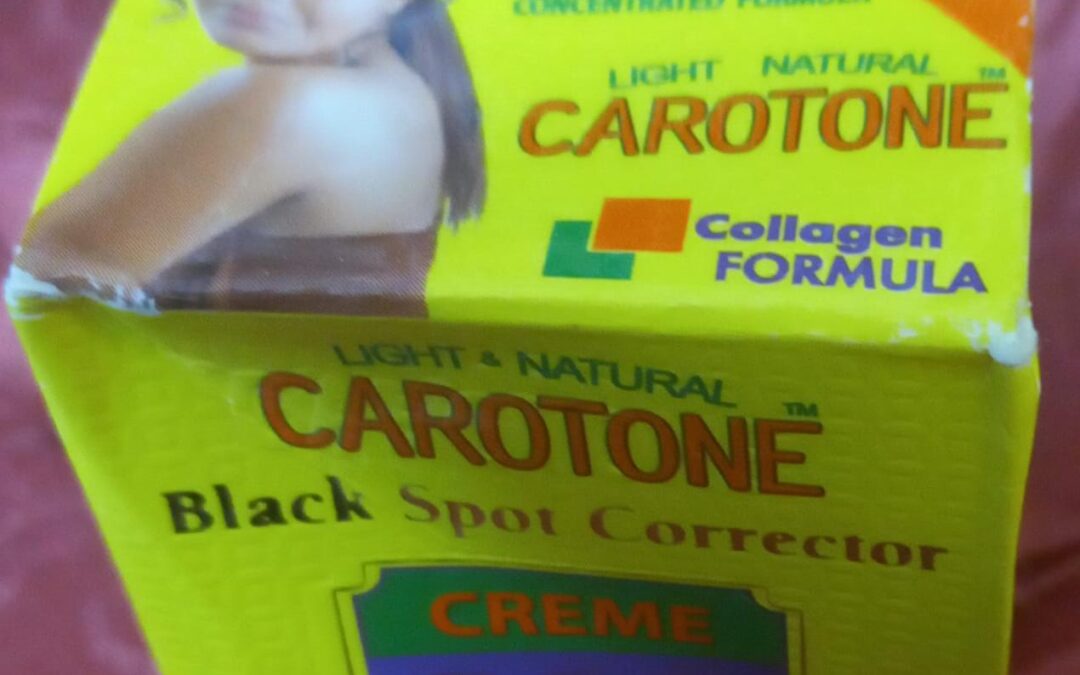 CONCENTRATED FORMULA
LIGHT NATURAL
CAROTONE™
Collagen
FORMULA
LIGHT & NATURAL
CAROTONE™
Black Spot Corrector
CREME